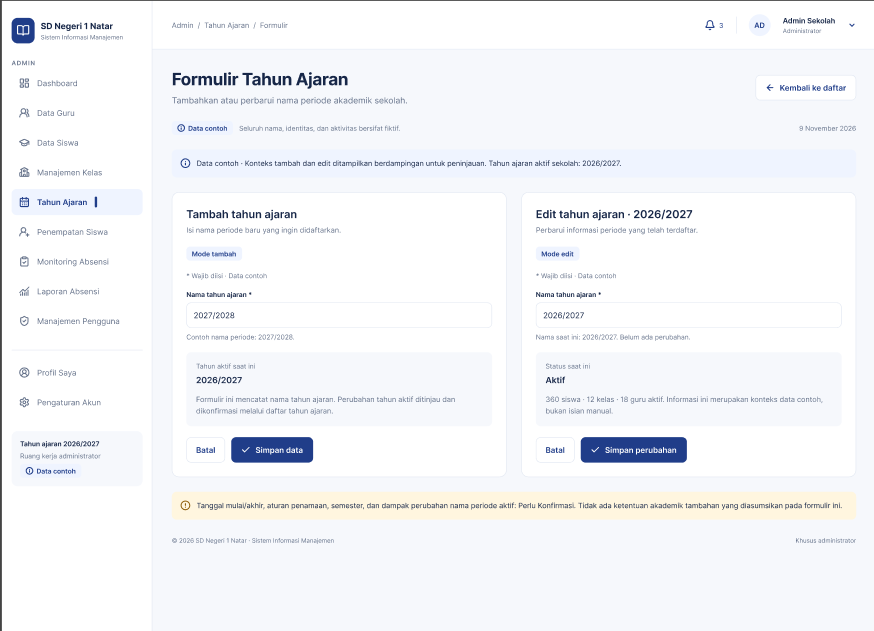 SD Negeri 1 Natar
Sistem Informasi Manajemen
ADMIN
Dashboard
Data Guru
Data Siswa
Manajemen Kelas
Tahun Ajaran
Penempatan Siswa
Monitoring Absensi
Laporan Absensi
Manajemen Pengguna
Profil Saya
Pengaturan Akun
Tahun ajaran 2026/2027
Ruang kerja administrator
Data contoh
Admin / Tahun Ajaran / Formulir
3
AD
Admin Sekolah
Administrator
Formulir Tahun Ajaran
Tambahkan atau perbarui nama periode akademik sekolah.
Kembali ke daftar
Data contoh Seluruh nama, identitas, dan aktivitas bersifat fiktif.
9 November 2026
Data contoh · Konteks tambah dan edit ditampilkan berdampingan untuk peninjauan. Tahun ajaran aktif sekolah: 2026/2027.
Tambah tahun ajaran
Isi nama periode baru yang ingin didaftarkan.
Mode tambah
* Wajib diisi · Data contoh
Nama tahun ajaran *
2027/2028
Contoh nama periode: 2027/2028.
Tahun aktif saat ini
2026/2027
Formulir ini mencatat nama tahun ajaran. Perubahan tahun aktif ditinjau dan
dikonfirmasi melalui daftar tahun ajaran.
Batal
Simpan data
Edit tahun ajaran · 2026/2027
Perbarui informasi periode yang telah terdaftar.
Mode edit
* Wajib diisi · Data contoh
Nama tahun ajaran *
2026/2027
Nama saat ini: 2026/2027. Belum ada perubahan.
Status saat ini
Aktif
360 siswa · 12 kelas · 18 guru aktif. Informasi ini merupakan konteks data contoh,
bukan isian manual.
Batal
Simpan perubahan
Tanggal mulai/akhir, aturan penamaan, semester, dan dampak perubahan nama periode aktif: Perlu Konfirmasi. Tidak ada ketentuan akademik tambahan yang diasumsikan pada formulir ini.
© 2026 SD Negeri 1 Natar · Sistem Informasi Manajemen
Khusus administrator